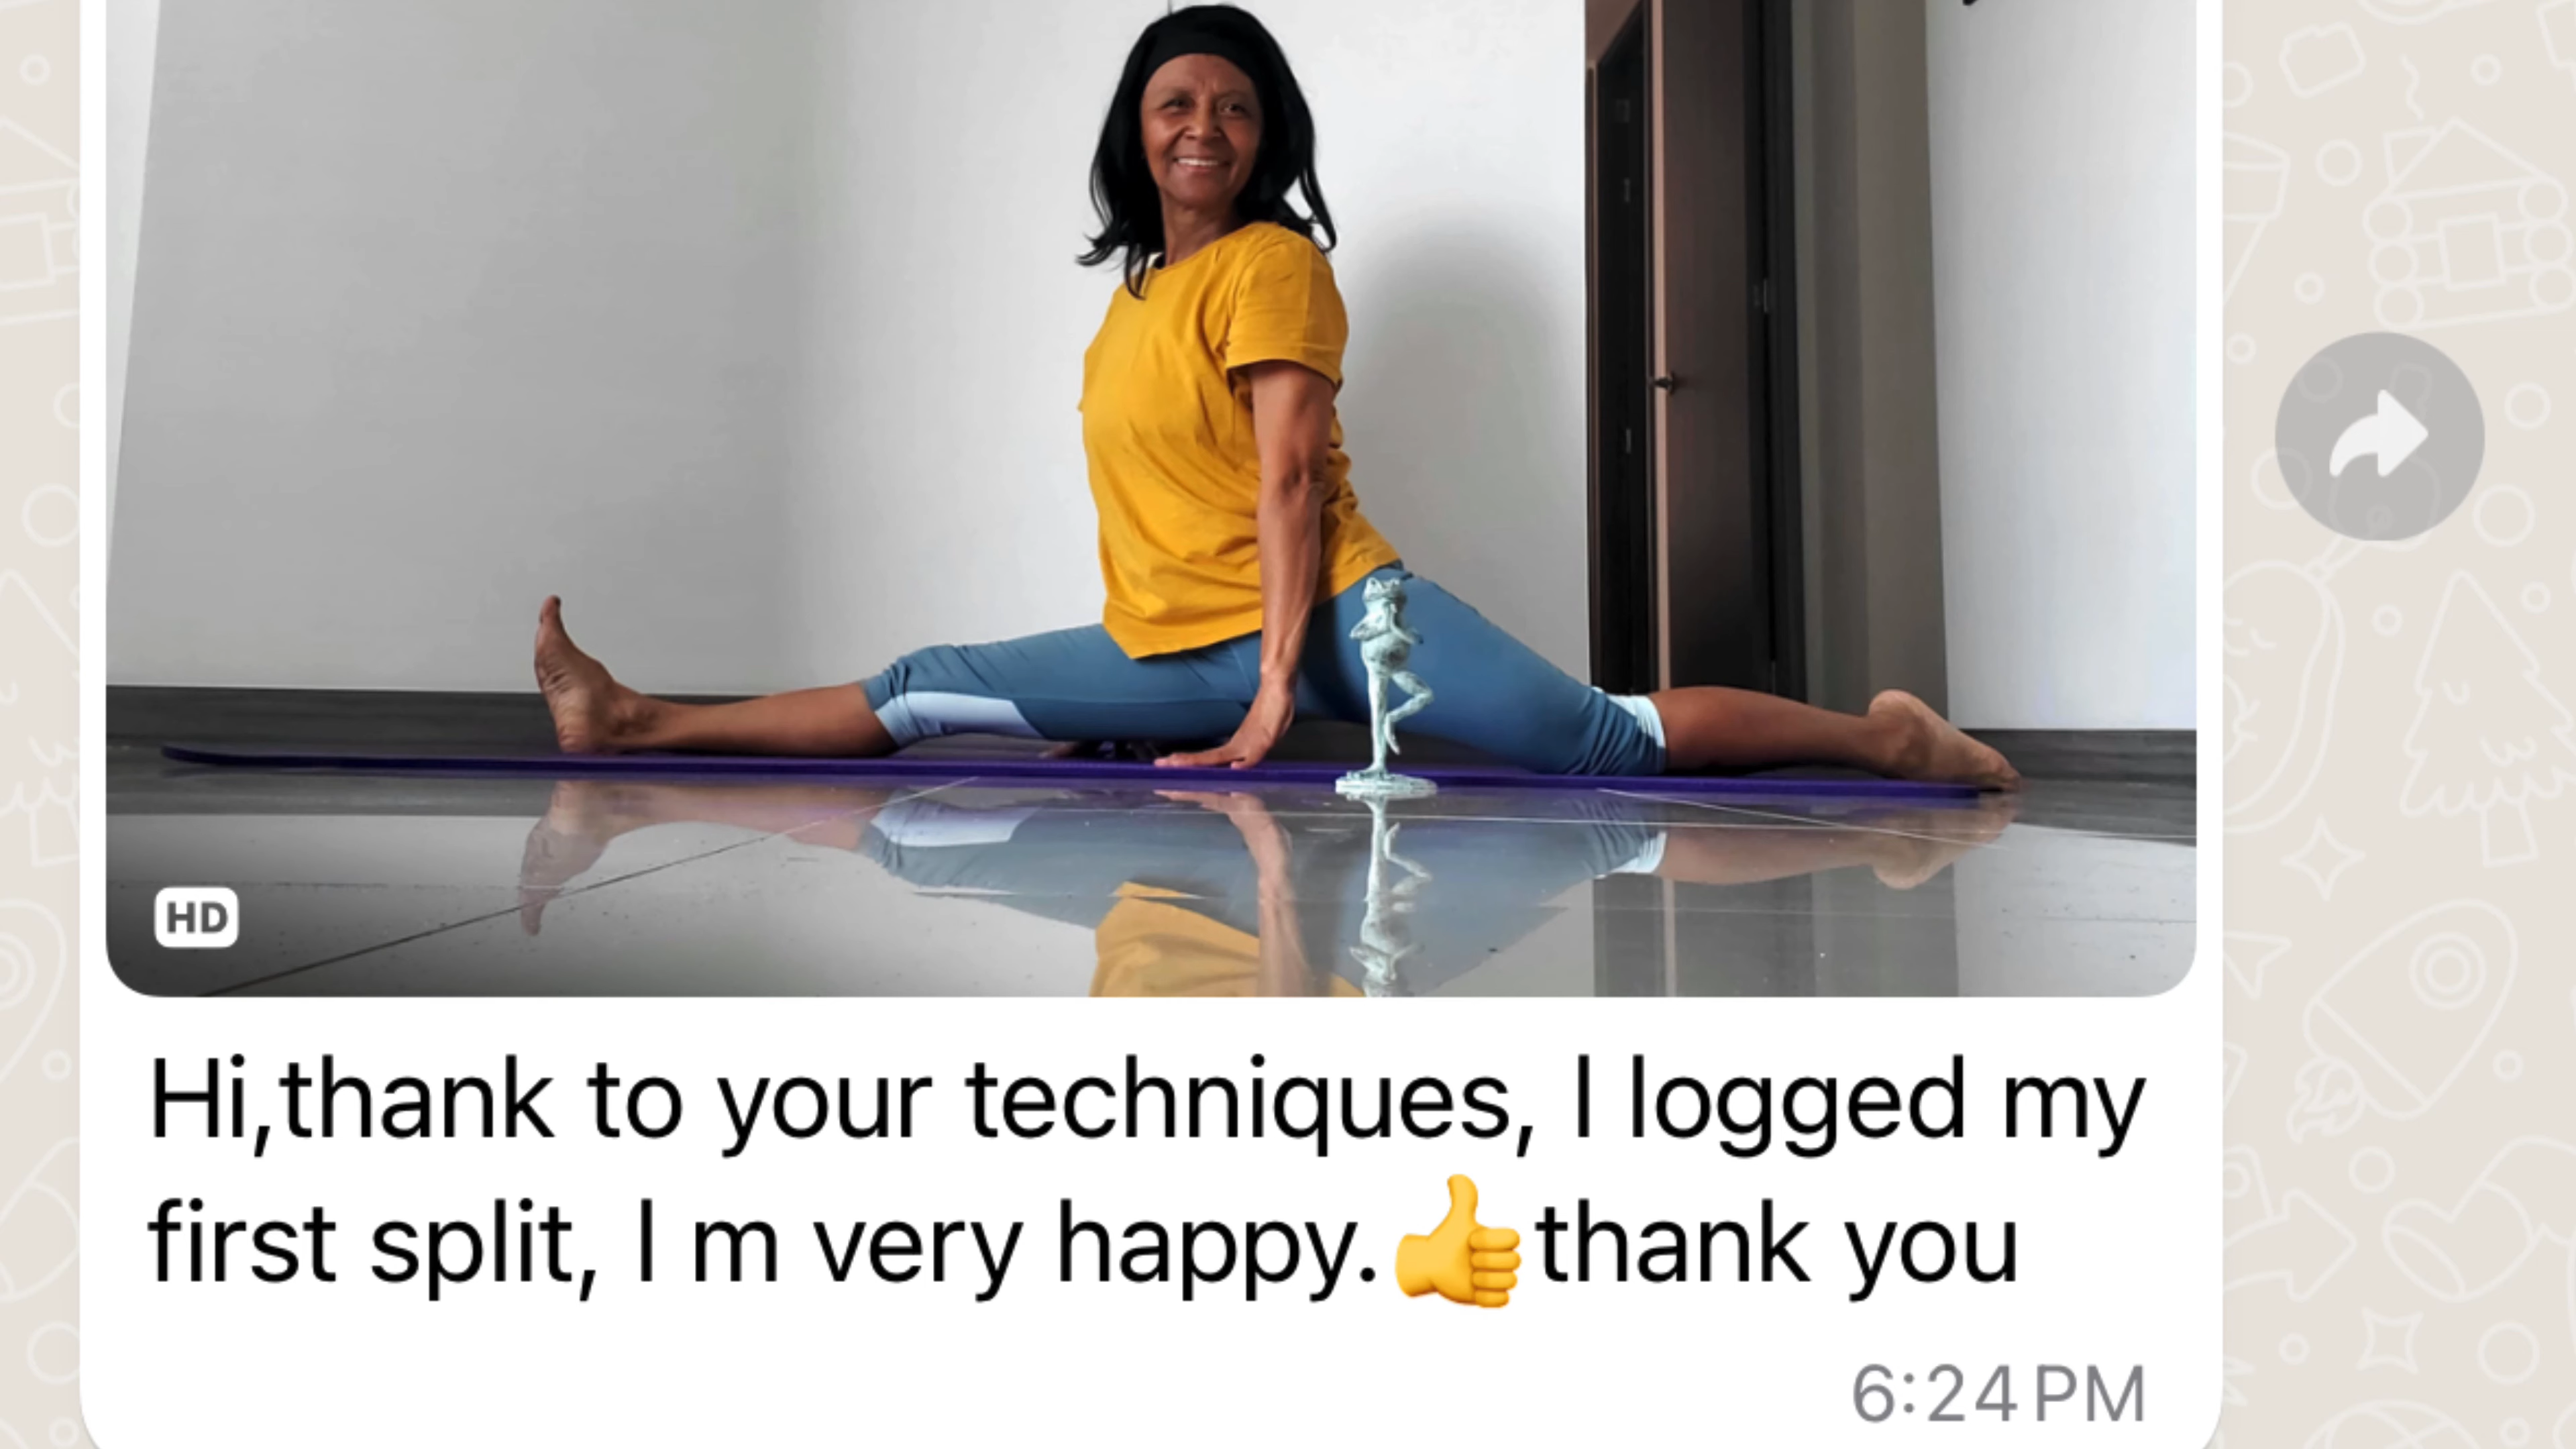 HD
Hi,thank to your techniques, I logged my
first split, I m very happy.👍thank you
6:24 PM